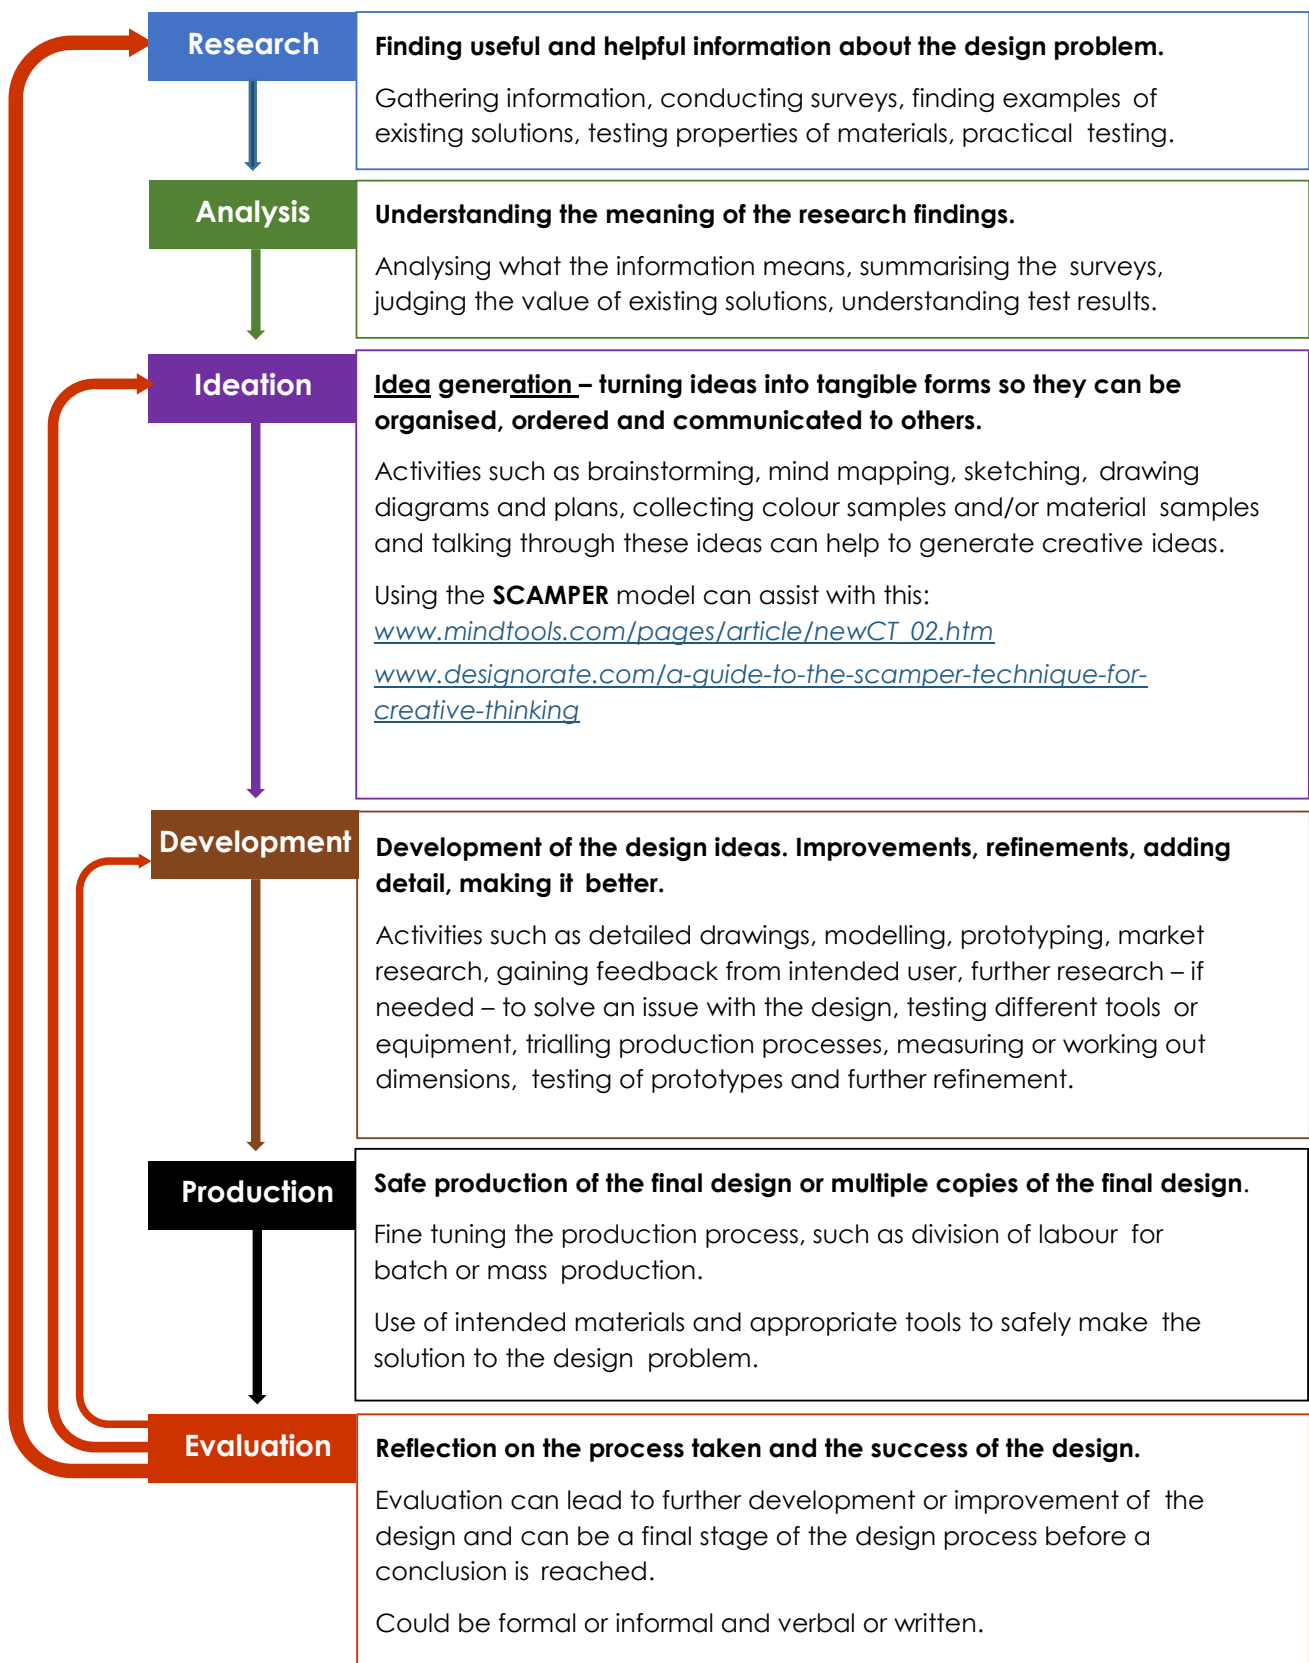 Research
Finding useful and helpful information about the design problem.
Gathering information, conducting surveys, finding examples of
existing solutions, testing properties of materials, practical testing.
Analysis
Understanding the meaning of the research findings.
Analysing what the information means, summarising the surveys,
judging the value of existing solutions, understanding test results.
Ideation
Idea generation – turning ideas into tangible forms so they can be
organised, ordered and communicated to others.
Activities such as brainstorming, mind mapping, sketching, drawing
diagrams and plans, collecting colour samples and/or material samples
and talking through these ideas can help to generate creative ideas.
Using the SCAMPER model can assist with this:
www.mindtools.com/pages/article/newCT_02.htm
www.designorate.com/a-guide-to-the-scamper-technique-for-
creative-thinking
Development
Development of the design ideas. Improvements, refinements, adding
detail, making it better.
Activities such as detailed drawings, modelling, prototyping, market
research, gaining feedback from intended user, further research – if
needed – to solve an issue with the design, testing different tools or
equipment, trialling production processes, measuring or working out
dimensions, testing of prototypes and further refinement.
Production
Safe production of the final design or multiple copies of the final design.
Fine tuning the production process, such as division of labour for
batch or mass production.
Use of intended materials and appropriate tools to safely make the
solution to the design problem.
Evaluation
Reflection on the process taken and the success of the design.
Evaluation can lead to further development or improvement of the
design and can be a final stage of the design process before a
conclusion is reached.
Could be formal or informal and verbal or written.